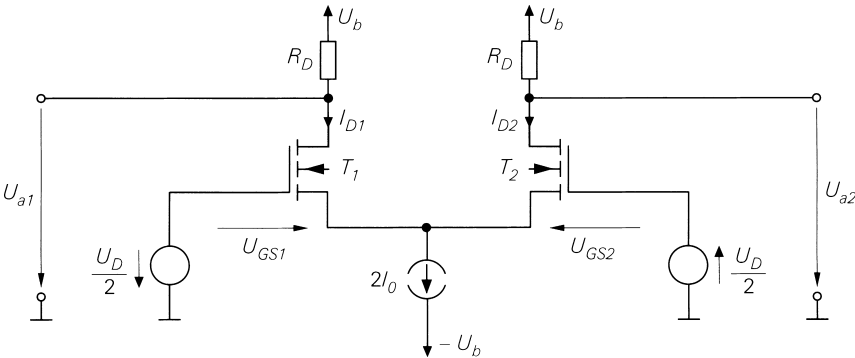 U_b
U_b
R_D
R_D
I_D1
I_D2
T_1
T_2
U_a1
U_a2
U_GS1
U_GS2
U_D/2
2I_0
U_D/2
– U_b